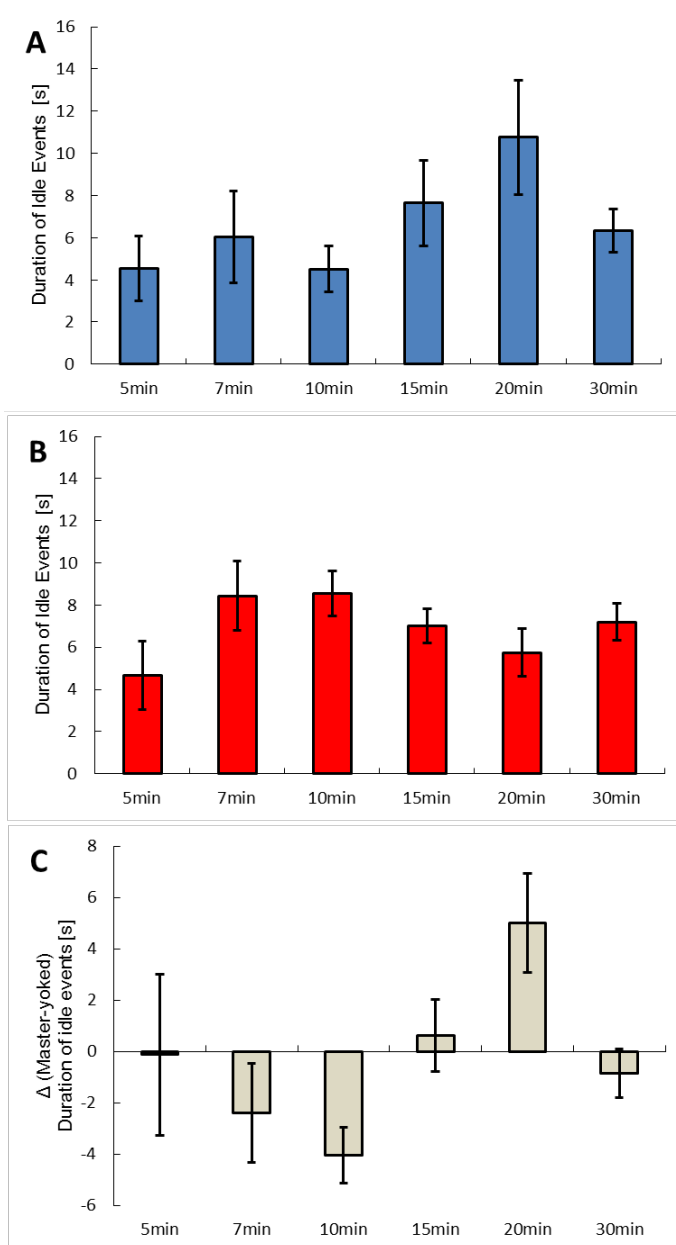 A
Duration of Idle Events [s]
16
14
12
10
8
6
4
2
0
5min 7min 10min 15min 20min 30min
B
Duration of Idle Events [s]
16
14
12
10
8
6
4
2
0
5min 7min 10min 15min 20min 30min
C
Δ (Master-yoked)
Duration of idle events [s]
8
6
4
2
0
-2
-4
-6
5min 7min 10min 15min 20min 30min